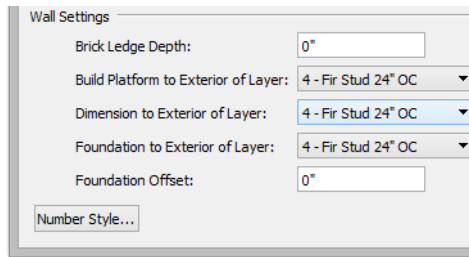 Wall Settings
Brick Ledge Depth: 0"
Build Platform to Exterior of Layer: 4 - Fir Stud 24" OC
Dimension to Exterior of Layer: 4 - Fir Stud 24" OC
Foundation to Exterior of Layer: 4 - Fir Stud 24" OC
Foundation Offset: 0"
Number Style...